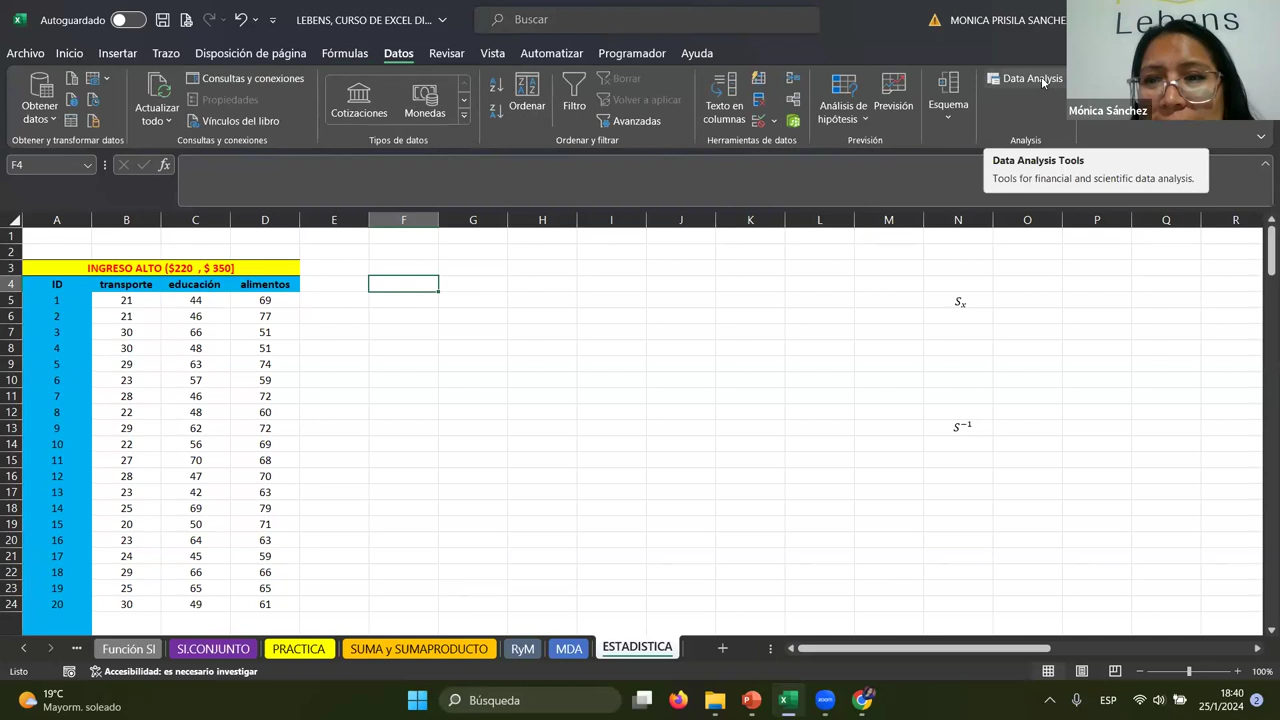 Autoguardado
LEBENS, CURSO DE EXCEL DI...
Buscar
MONICA PRISILA SANCHE
Lebens
Archivo Inicio Insertar Trazo Disposición de página Fórmulas Datos Revisar Vista Automatizar Programador Ayuda
Obtener datos
Actualizar todo
Consultas y conexiones
Propiedades
Vínculos del libro
Cotizaciones
Monedas
Ordenar
Filtro
Borrar
Volver a aplicar
Avanzadas
Texto en columnas
Análisis de hipótesis
Previsión
Esquema
Data Analysis
Mónica Sánchez
Obtener y transformar datos
Consultas y conexiones
Tipos de datos
Ordenar y filtrar
Herramientas de datos
Previsión
Analysis
F4
fx
Data Analysis Tools
Tools for financial and scientific data analysis.
A B C D E F G H I J K L M N O P Q R
1
2
3 INGRESO ALTO ($220 , $ 350]
4 ID transporte educación alimentos
5 1 21 44 69 Sx
6 2 21 46 77
7 3 30 66 51
8 4 30 48 51
9 5 29 63 74
10 6 23 57 59
11 7 28 46 72
12 8 22 48 60
13 9 29 62 72 S−1
14 10 22 56 69
15 11 27 70 68
16 12 28 47 70
17 13 23 42 63
18 14 25 69 79
19 15 20 50 71
20 16 23 64 63
21 17 24 45 59
22 18 29 66 66
23 19 25 65 65
24 20 30 49 61
Función SI SI.CONJUNTO PRACTICA SUMA y SUMAPRODUCTO RyM MDA ESTADISTICA
Listo
Accesibilidad: es necesario investigar
100%
19°C
Mayorm. soleado
Búsqueda
ESP
18:40
25/1/2024
2